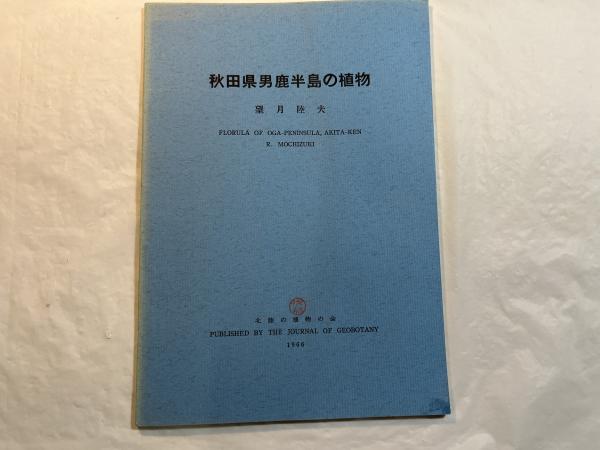 秋田県男鹿半島の植物
望月陸夫
FLORULA OF OGA-PENINSULA, AKITA-KEN
R. MOCHIZUKI
北陸の植物の会
PUBLISHED BY THE JOURNAL OF GEOBOTANY
1966